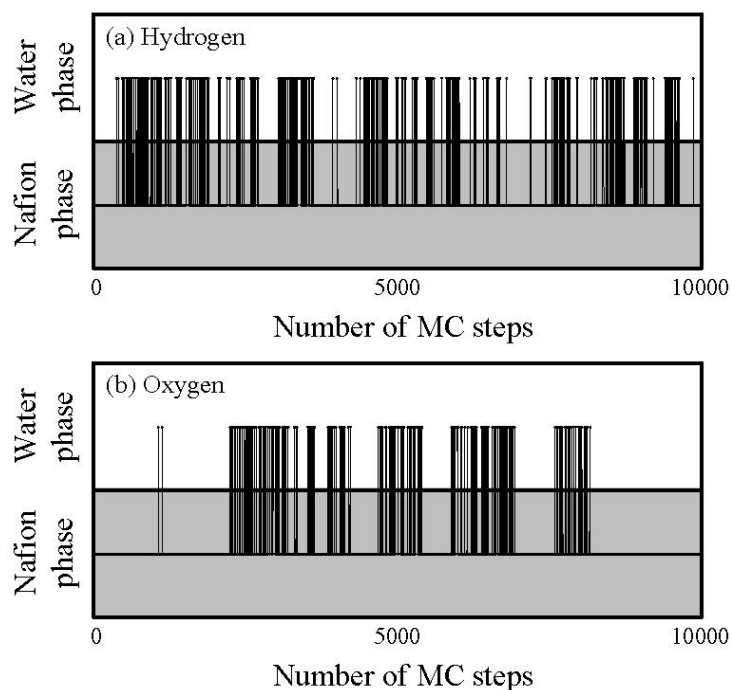 (a) Hydrogen
Water
phase
Nafion
phase
0 5000 10000
Number of MC steps
(b) Oxygen
Water
phase
Nafion
phase
0 5000 10000
Number of MC steps